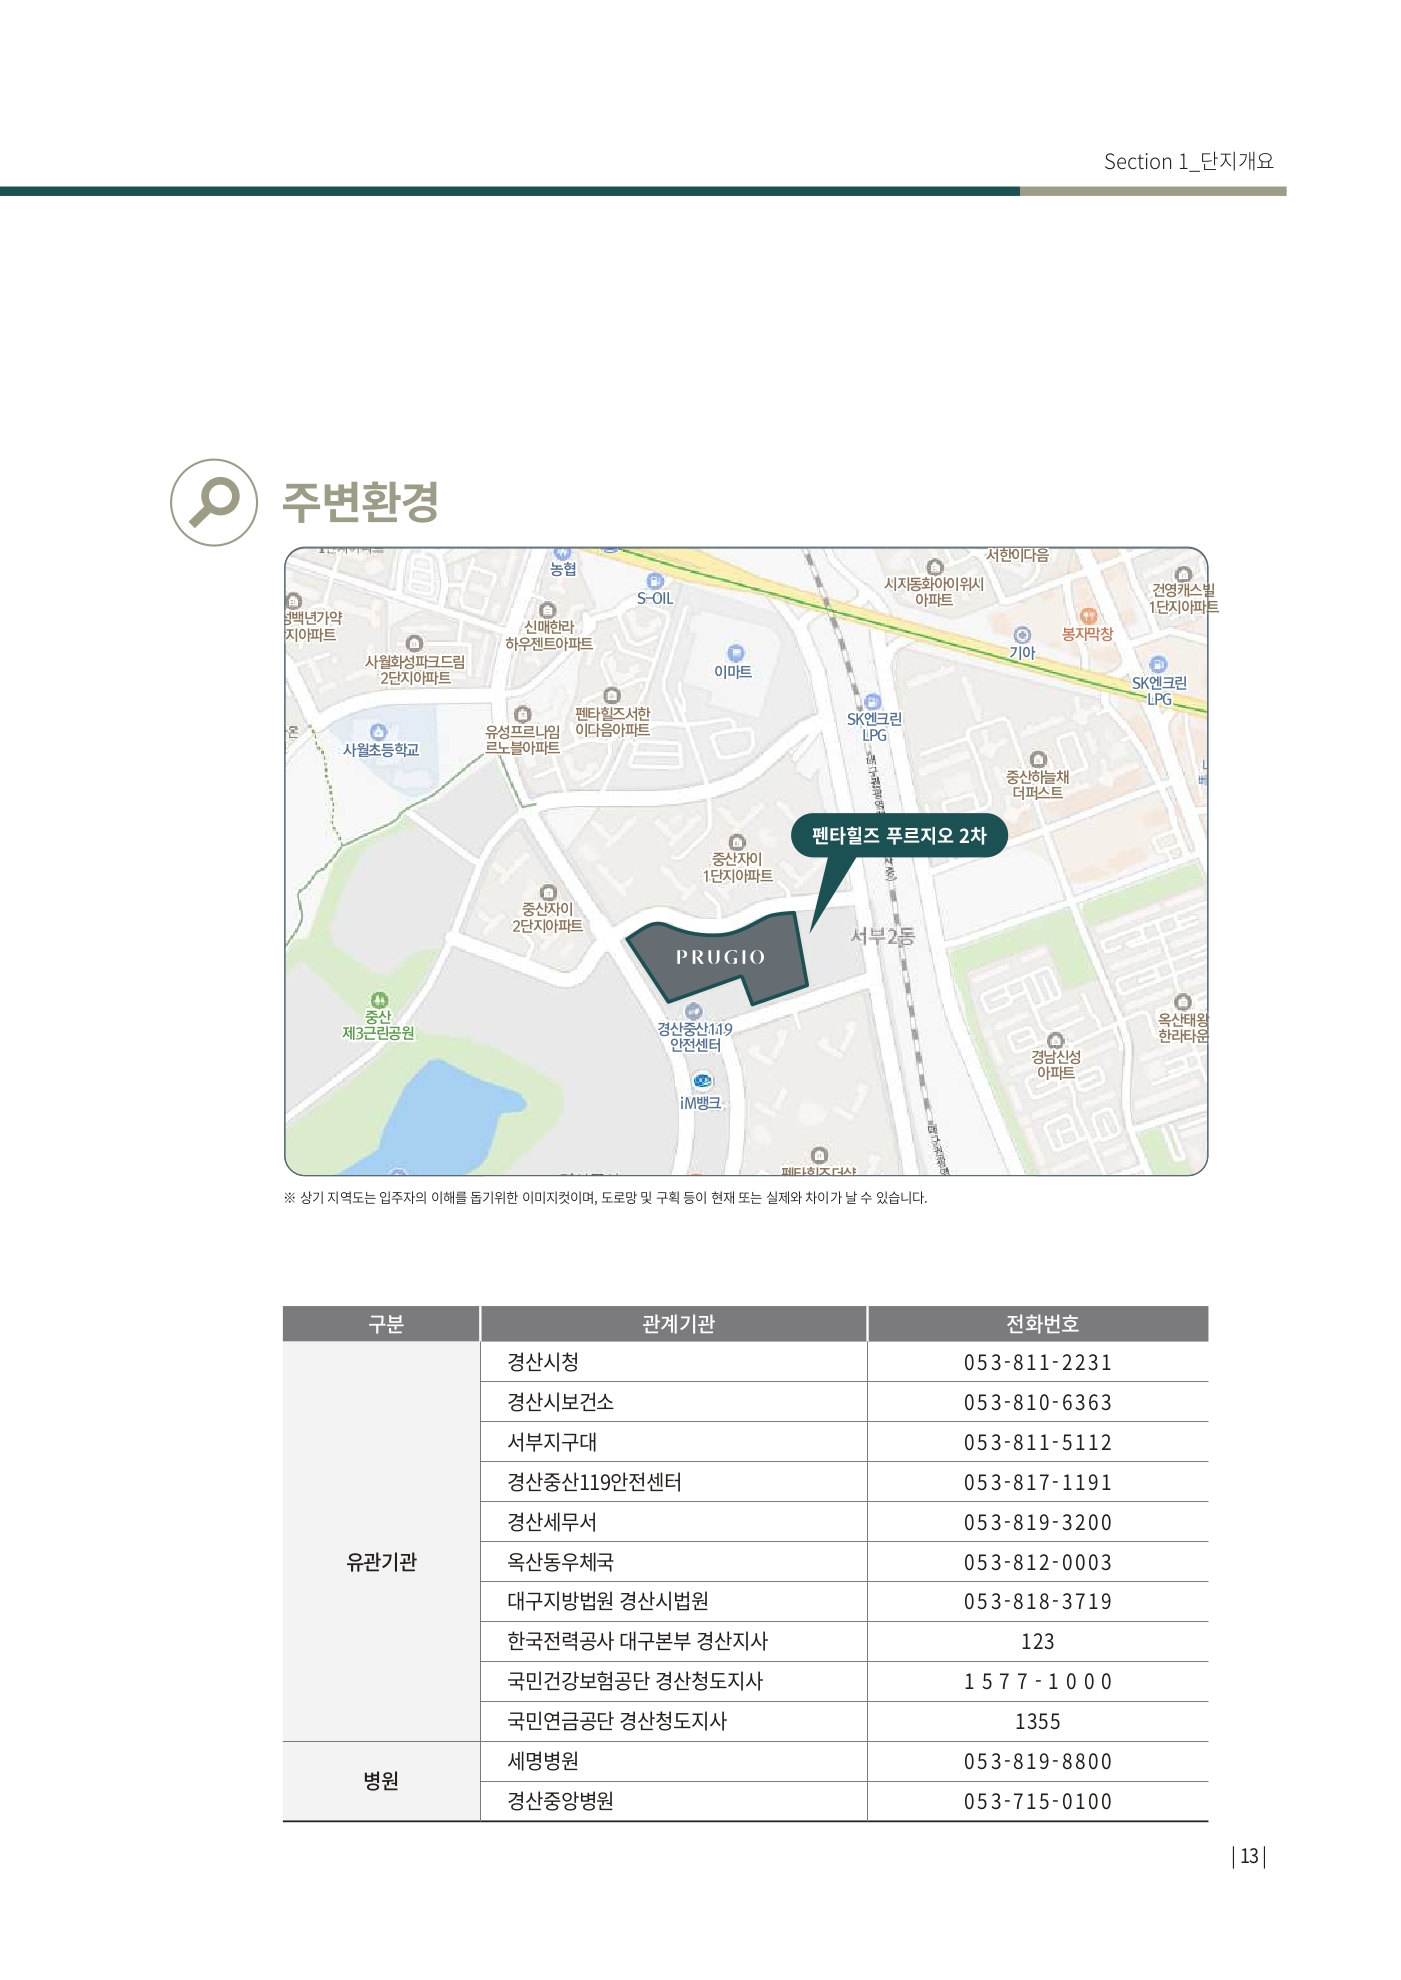 Section 1_단지개요
주변환경
서한이다음
농협
시지동화아이위시
아파트
건영캐스빌
1단지아파트
S-OIL
성백년가약
지아파트
신매한라
하우젠트아파트
봉자막창
기아
사월화성파크드림
2단지아파트
이마트
SK엔크린
LPG
펜타힐즈서한
이다음아파트
SK엔크린
LPG
유성프르나임
르노블아파트
사월초등학교
중산하늘채
더퍼스트
펜타힐즈 푸르지오 2차
중산자이
1단지아파트
중산자이
2단지아파트
서부2동
PRUGIO
중산
제3근린공원
경산중산119
안전센터
옥산태왕
한라타운
경남신성
아파트
iM뱅크
펜타힐즈더샵
※ 상기 지역도는 입주자의 이해를 돕기위한 이미지컷이며, 도로망 및 구획 등이 현재 또는 실제와 차이가 날 수 있습니다.
구분 관계기관 전화번호
유관기관
경산시청 053-811-2231
경산시보건소 053-810-6363
서부지구대 053-811-5112
경산중산119안전센터 053-817-1191
경산세무서 053-819-3200
옥산동우체국 053-812-0003
대구지방법원 경산시법원 053-818-3719
한국전력공사 대구본부 경산지사 123
국민건강보험공단 경산청도지사 1577-1000
국민연금공단 경산청도지사 1355
병원
세명병원 053-819-8800
경산중앙병원 053-715-0100
| 13 |